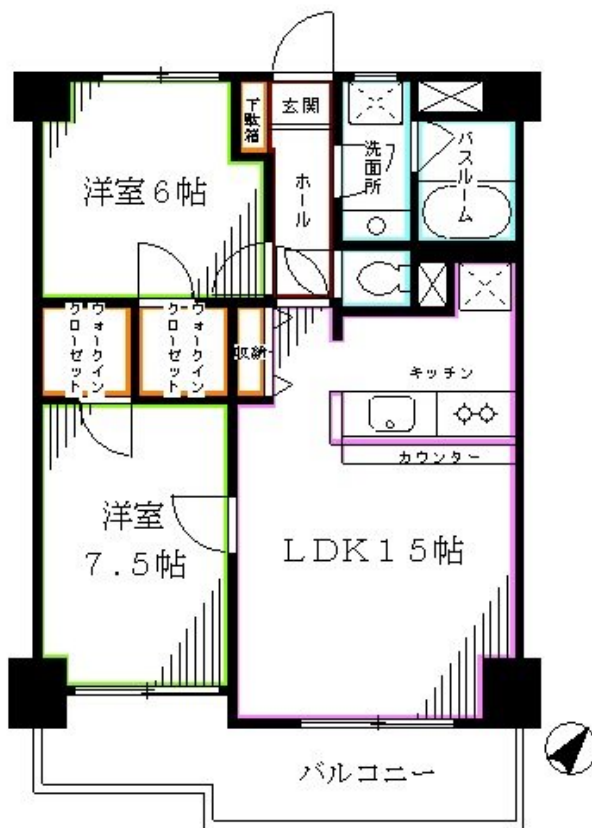 下駄箱
玄関
洗面所
バスルーム
洋室6帖
ホール
ウォークイン
クローゼット
ウォークイン
クローゼット
収納
キッチン
カウンター
洋室
7.5帖
LDK15帖
バルコニー